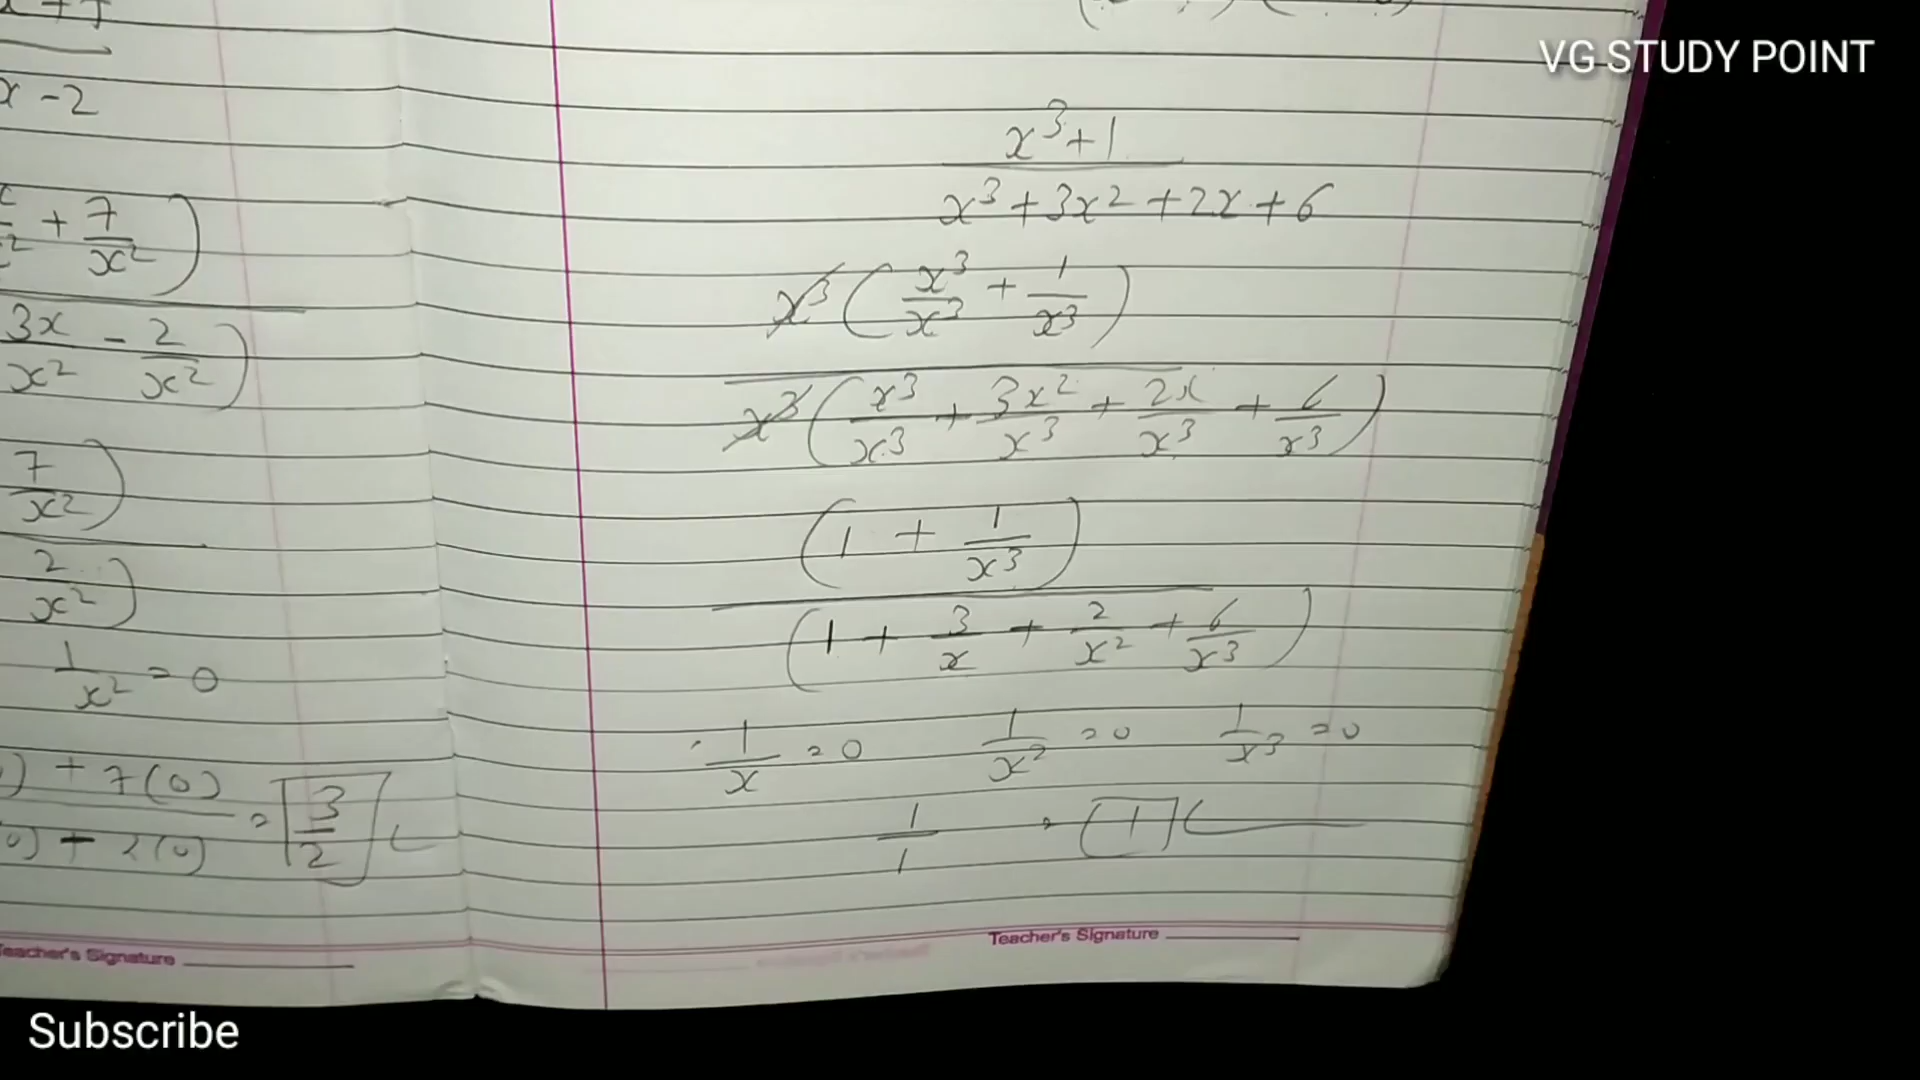 VG STUDY POINT
x - 2
+ 7/x²)
3x/x² - 2/x²)
7/x²)
2/x²)
1/x² = 0
) + 7(0)
0) + 2(0) = 3/2
Teacher's Signature
x³+1
x³+3x²+2x+6
x³(x³/x³ + 1/x³)
x³(x³/x³ + 3x²/x³ + 2x/x³ + 6/x³)
(1 + 1/x³)
(1 + 3/x + 2/x² + 6/x³)
1/x = 0 1/x² = 0 1/x³ = 0
1/1 = 1
Teacher's Signature
Subscribe